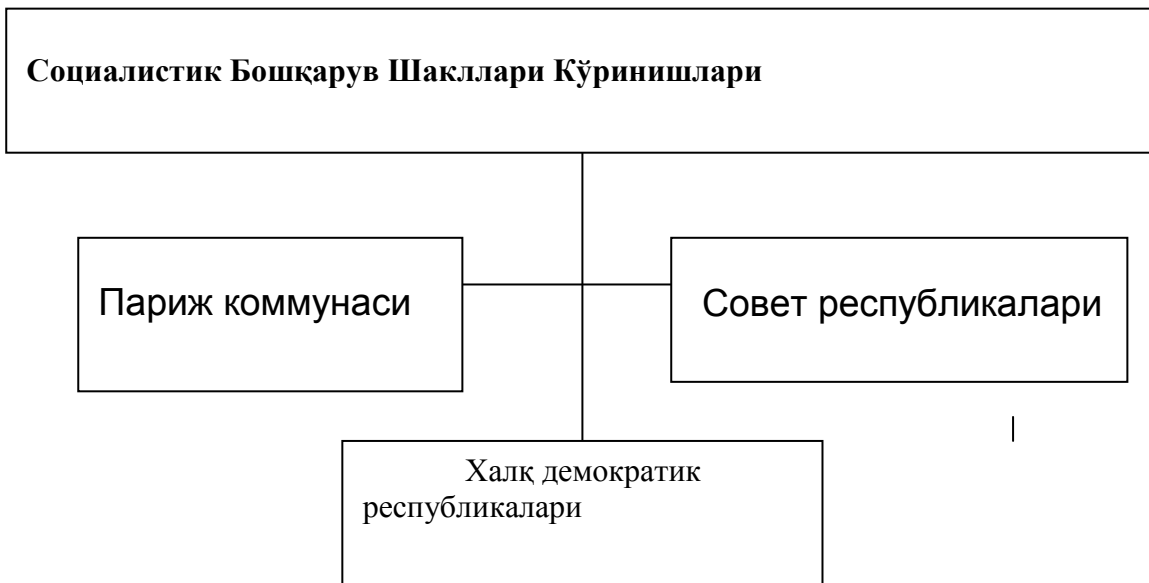 Социалистик Бошқарув Шакллари Кўринишлари
Париж коммунаси
Совет республикалари
Халқ демократик
республикалари